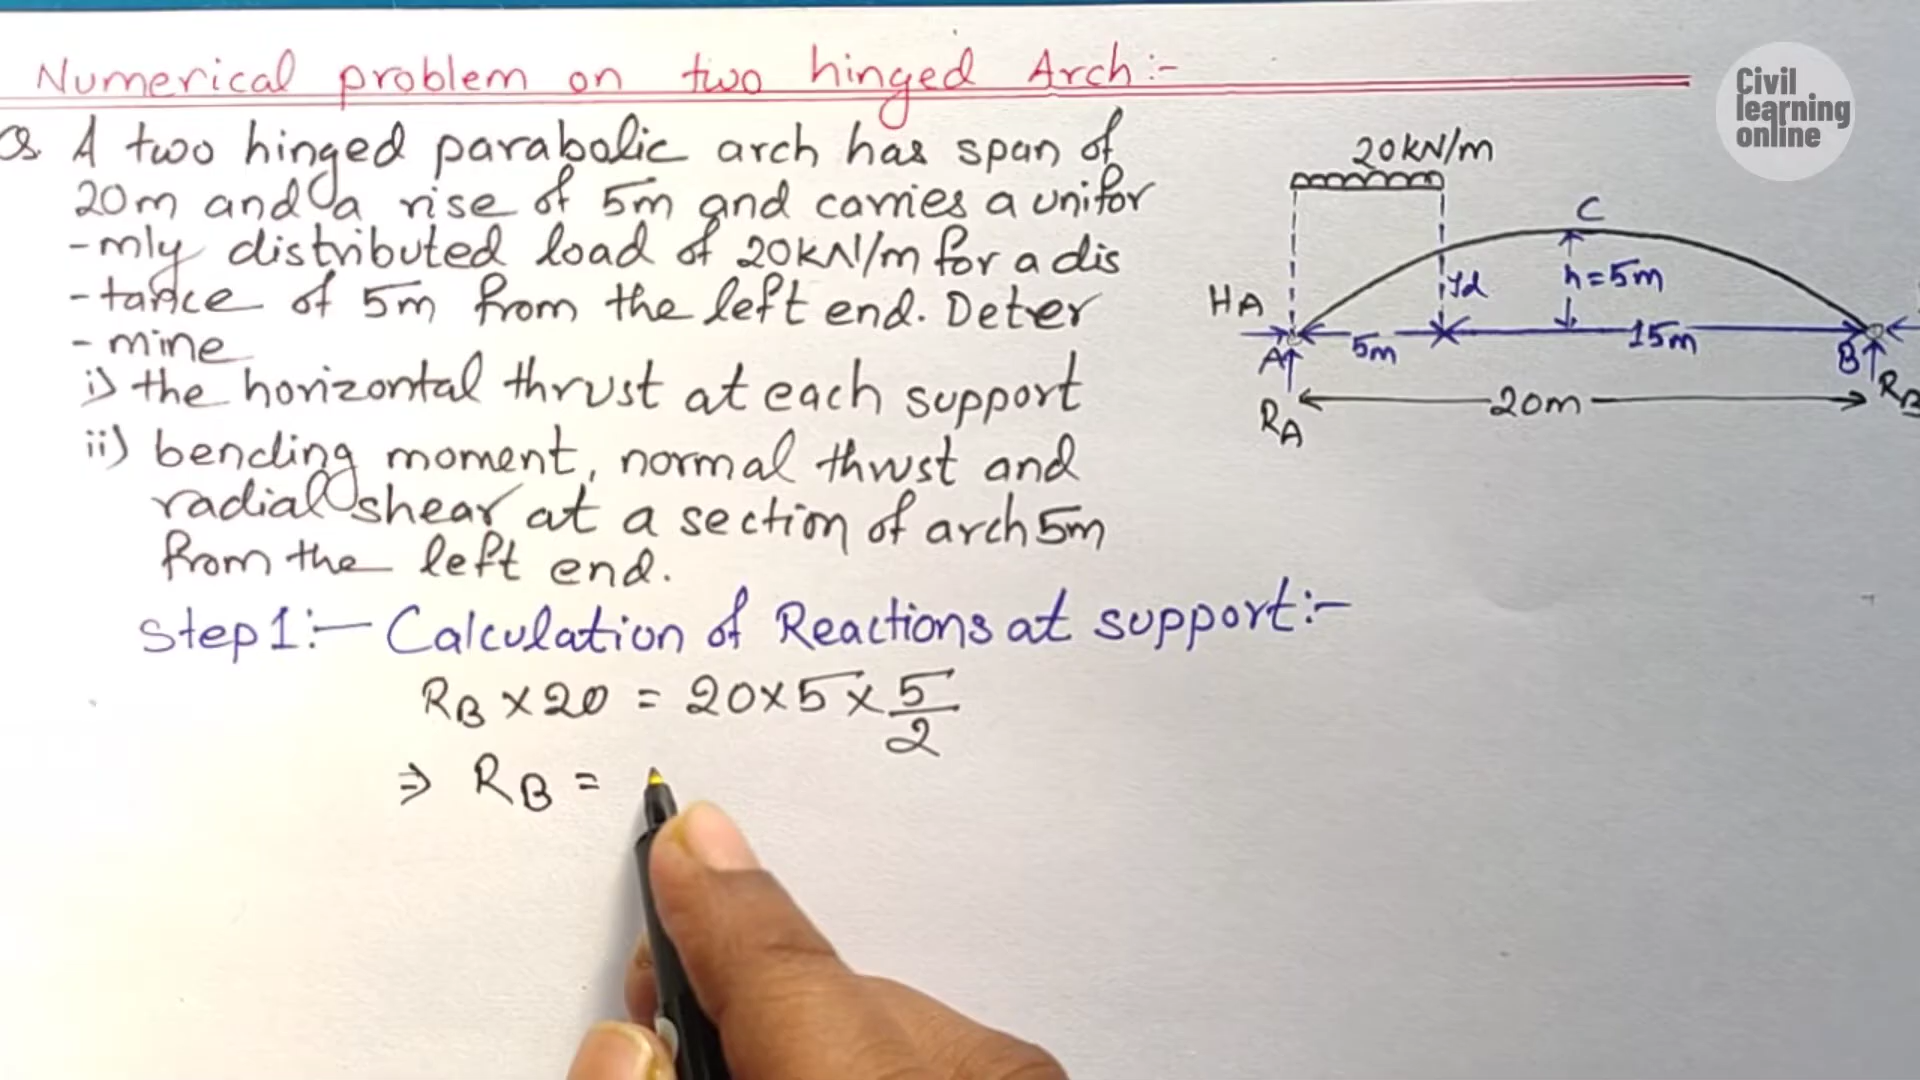 Numerical problem on two hinged Arch:-
Civil
learning
online
Q. A two hinged parabolic arch has span of
20m and a rise of 5m and carries a unifor
-mly distributed load of 20kN/m for a dis
-tance of 5m from the left end. Deter
-mine
i) the horizontal thrust at each support
ii) bending moment, normal thrust and
radial shear at a section of arch 5m
from the left end.
20kN/m
C
yd
h=5m
HA
A
5m
15m
B
RA
20m
RB
Step1:- Calculation of Reactions at support:-
RB × 20 = 20×5×5/2
⇒ RB =